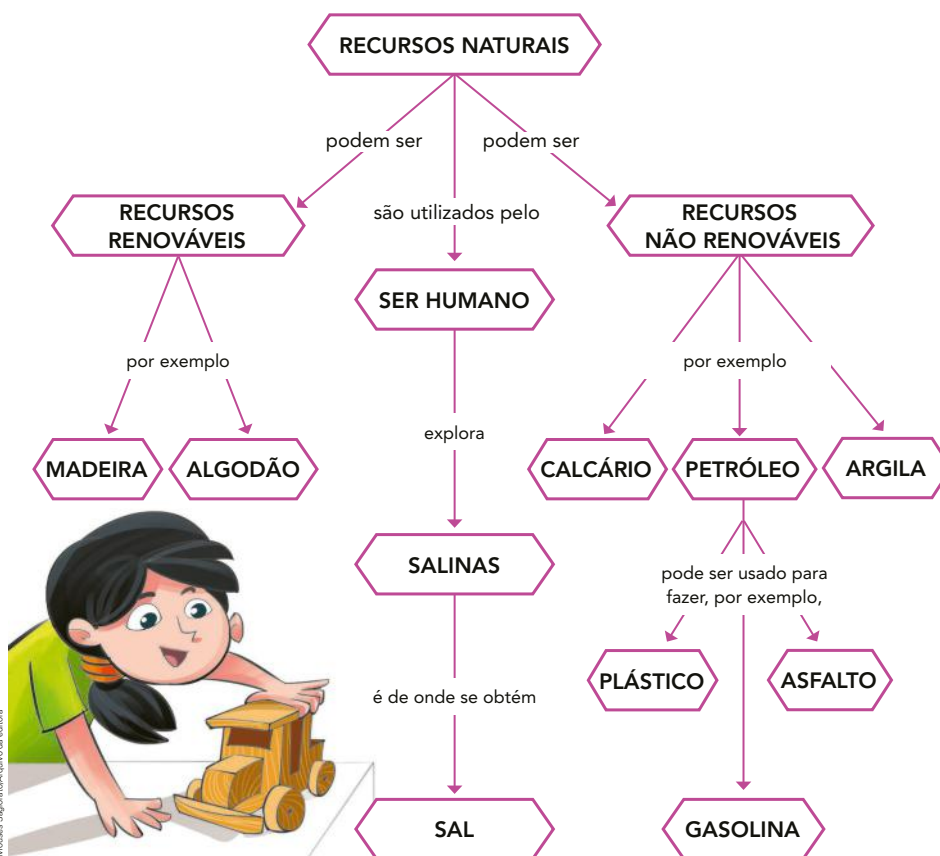 RECURSOS NATURAIS
podem ser
podem ser
são utilizados pelo
RECURSOS
RENOVÁVEIS
RECURSOS
NÃO RENOVÁVEIS
SER HUMANO
por exemplo
por exemplo
explora
MADEIRA
ALGODÃO
CALCÁRIO
PETRÓLEO
ARGILA
SALINAS
pode ser usado para
fazer, por exemplo,
PLÁSTICO
ASFALTO
é de onde se obtém
SAL
GASOLINA